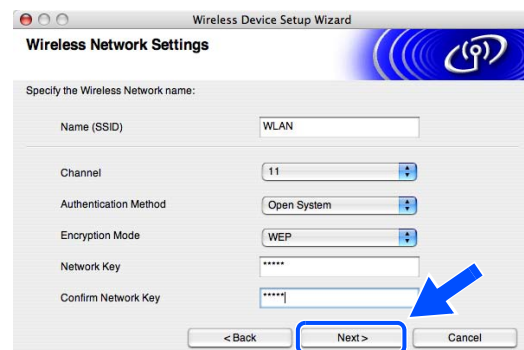 Wireless Device Setup Wizard
Wireless Network Settings
Specify the Wireless Network name:
Name (SSID) WLAN
Channel 11
Authentication Method Open System
Encryption Mode WEP
Network Key *****
Confirm Network Key *****
< Back Next > Cancel